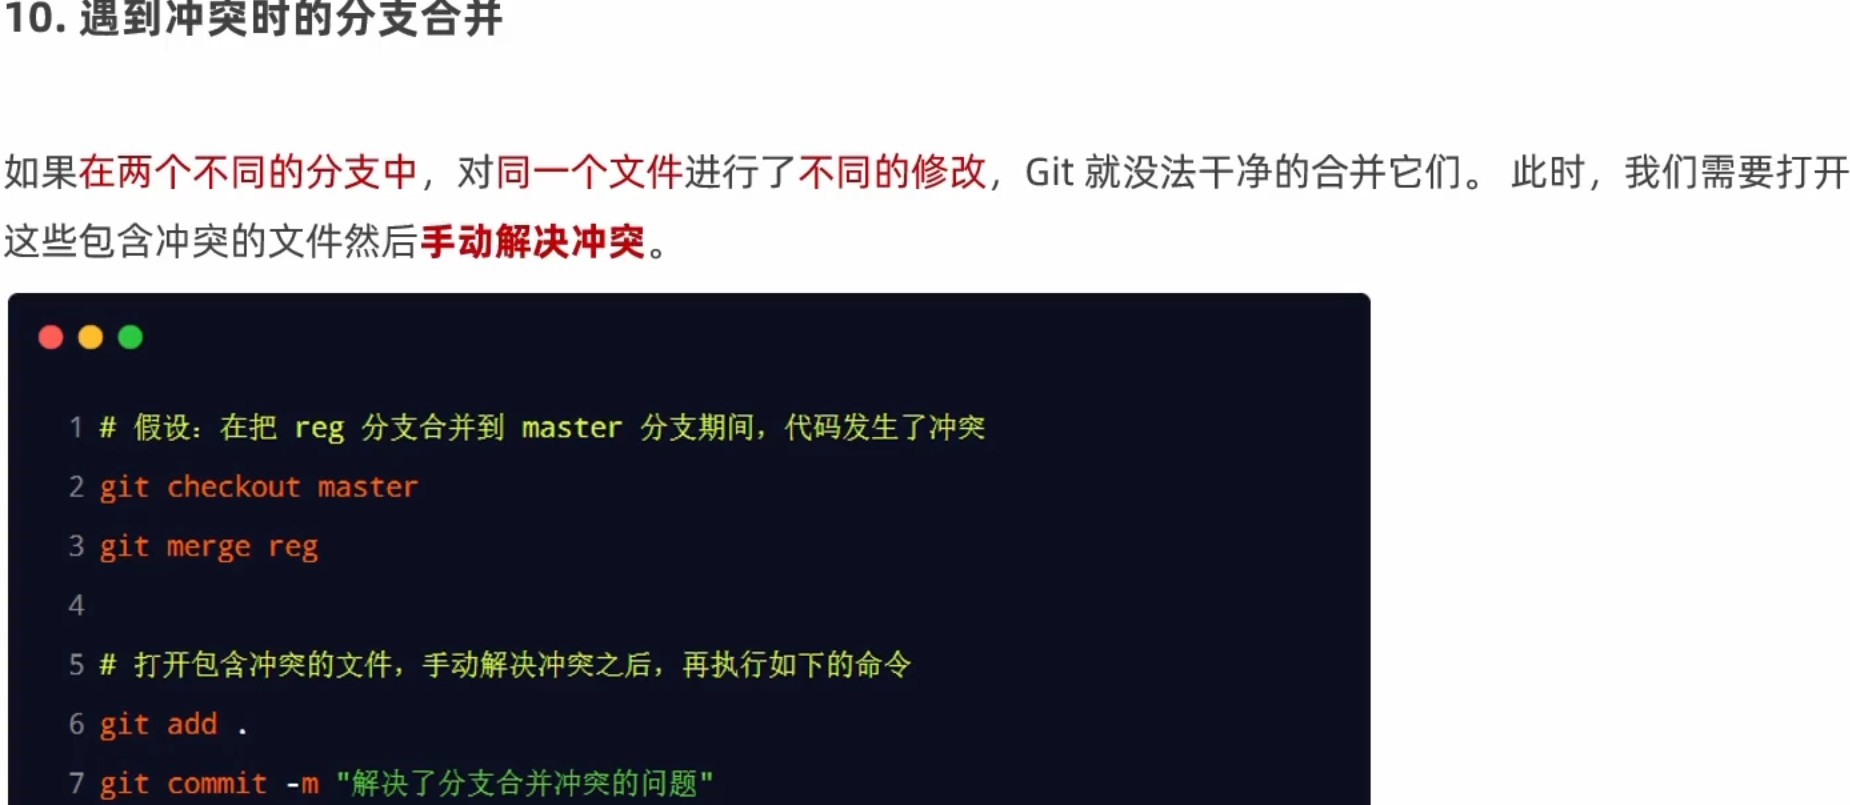 10. 遇到冲突时的分支合并
如果在两个不同的分支中，对同一个文件进行了不同的修改，Git 就没法干净的合并它们。 此时，我们需要打开
这些包含冲突的文件然后手动解决冲突。
1 # 假设：在把 reg 分支合并到 master 分支期间，代码发生了冲突
2 git checkout master
3 git merge reg
4
5 # 打开包含冲突的文件，手动解决冲突之后，再执行如下的命令
6 git add .
7 git commit -m "解决了分支合并冲突的问题"